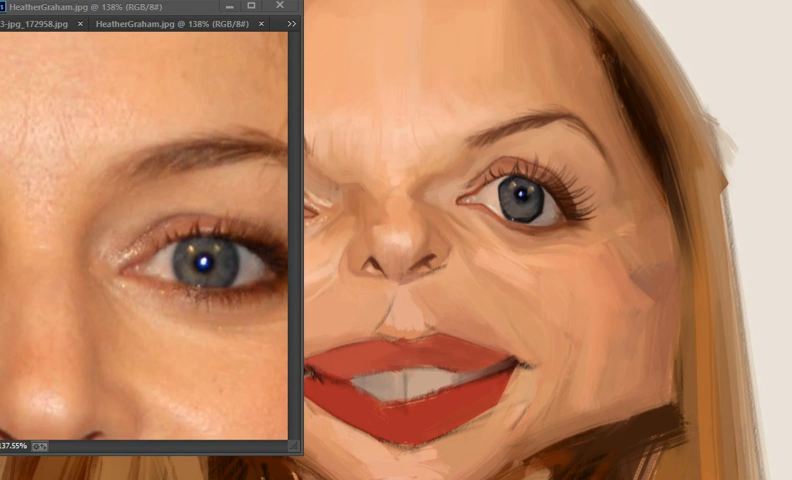 HeatherGraham.jpg @ 138% (RGB/8#)
3-jpg_172958.jpg × HeatherGraham.jpg @ 138% (RGB/8#) × >>
137.55%